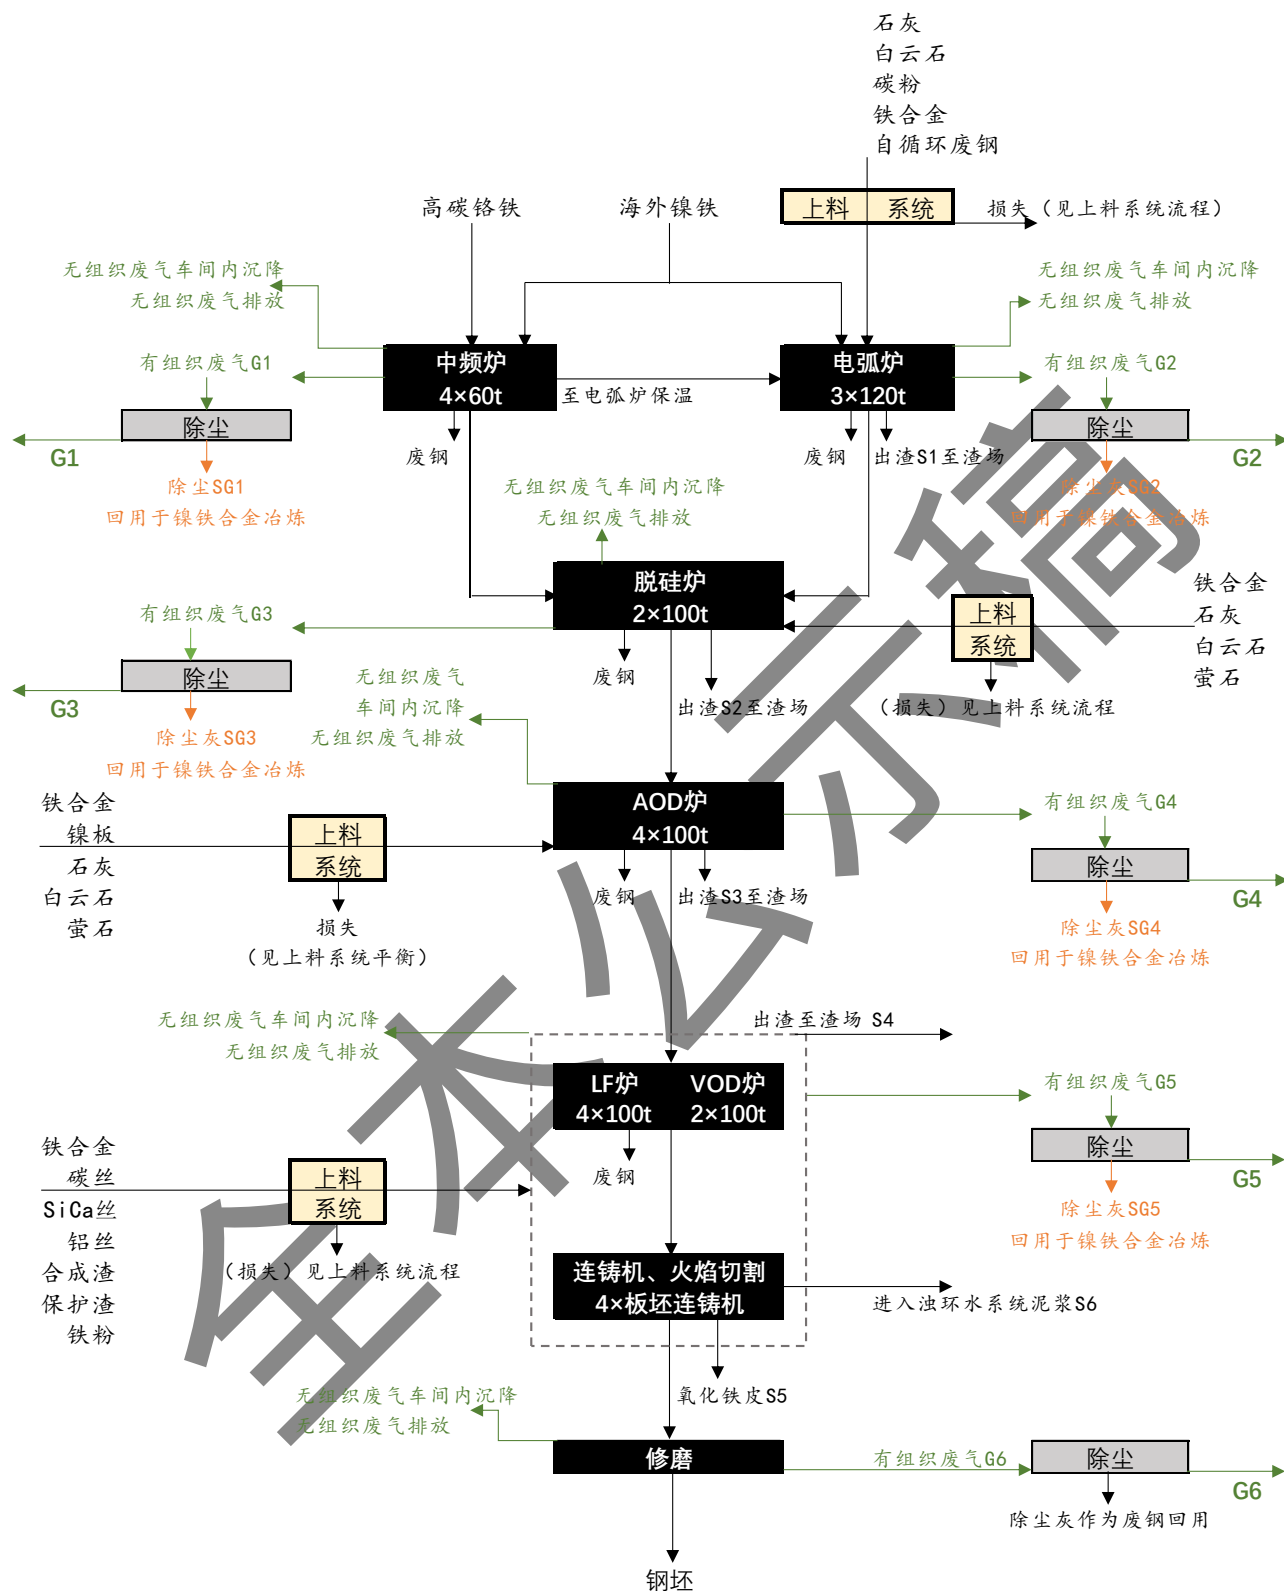 石灰
白云石
碳粉
铁合金
自循环废钢
高碳铬铁
海外镍铁
上料 系统
损失（见上料系统流程）
无组织废气车间内沉降
无组织废气排放
无组织废气车间内沉降
无组织废气排放
中频炉
4×60t
电弧炉
3×120t
有组织废气G1
至电弧炉保温
有组织废气G2
除尘
除尘
G1
废钢
废钢
出渣S1至渣场
G2
除尘SG1
回用于镍铁合金冶炼
无组织废气车间内沉降
无组织废气排放
除尘灰SG2
回用于镍铁合金冶炼
脱硅炉
2×100t
铁合金
石灰
白云石
萤石
上料
系统
有组织废气G3
除尘
G3
无组织废气
车间内沉降
无组织废气排放
废钢
出渣S2至渣场
（损失）见上料系统流程
除尘灰SG3
回用于镍铁合金冶炼
铁合金
镍板
石灰
白云石
萤石
上料
系统
AOD炉
4×100t
有组织废气G4
除尘
G4
废钢
出渣S3至渣场
损失
（见上料系统平衡）
除尘灰SG4
回用于镍铁合金冶炼
无组织废气车间内沉降
无组织废气排放
出渣至渣场 S4
LF炉
4×100t
VOD炉
2×100t
有组织废气G5
除尘
G5
铁合金
碳丝
SiCa丝
铝丝
合成渣
保护渣
铁粉
上料
系统
废钢
除尘灰SG5
回用于镍铁合金冶炼
（损失）见上料系统流程
连铸机、火焰切割
4×板坯连铸机
进入浊环水系统泥浆S6
氧化铁皮S5
无组织废气车间内沉降
无组织废气排放
修磨
有组织废气G6
除尘
G6
除尘灰作为废钢回用
钢坯
全本公示稿